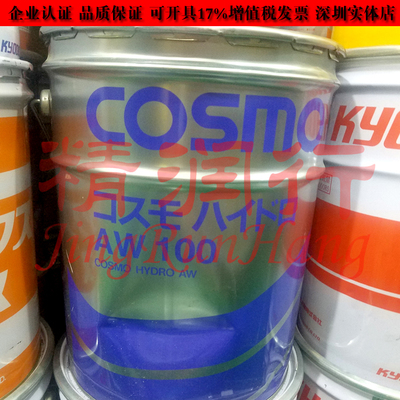 企业认证 品质保证 可开具17%增值税发票 深圳实体店
COSMO
KYO
精润行
コスモ ハイドロ
AW 100
JingRunHang
COSMO HYDRO AW